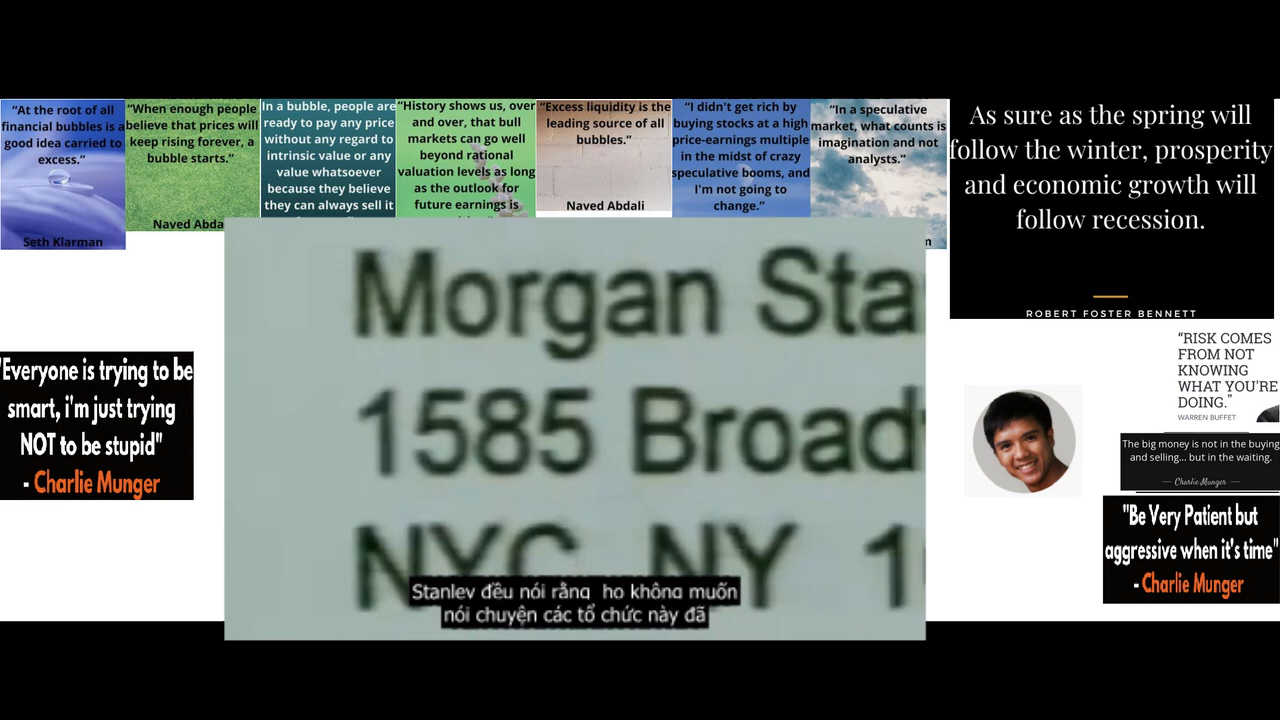 “At the root of all
financial bubbles is a
good idea carried to
excess.”
Seth Klarman
“When enough people
believe that prices will
keep rising forever, a
bubble starts.”
Naved Abda
In a bubble, people are
ready to pay any price
without any regard to
intrinsic value or any
value whatsoever
because they believe
they can always sell it
“History shows us, over
and over, that bull
markets can go well
beyond rational
valuation levels as long
as the outlook for
future earnings is
“Excess liquidity is the
leading source of all
bubbles.”
Naved Abdali
“I didn't get rich by
buying stocks at a high
price-earnings multiple
in the midst of crazy
speculative booms, and
I'm not going to
change.”
“In a speculative
market, what counts is
imagination and not
analysts.”
m
As sure as the spring will
follow the winter, prosperity
and economic growth will
follow recession.
ROBERT FOSTER BENNETT
"Everyone is trying to be
smart, i'm just trying
NOT to be stupid"
- Charlie Munger
Morgan Sta
1585 Broad
NYC NY 1
Stanley đều nói rằng họ không muốn
nói chuyện các tổ chức này đã
“RISK COMES
FROM NOT
KNOWING
WHAT YOU'RE
DOING.”
WARREN BUFFET
The big money is not in the buying
and selling... but in the waiting.
— Charlie Munger —
"Be Very Patient but
aggressive when it's time"
- Charlie Munger